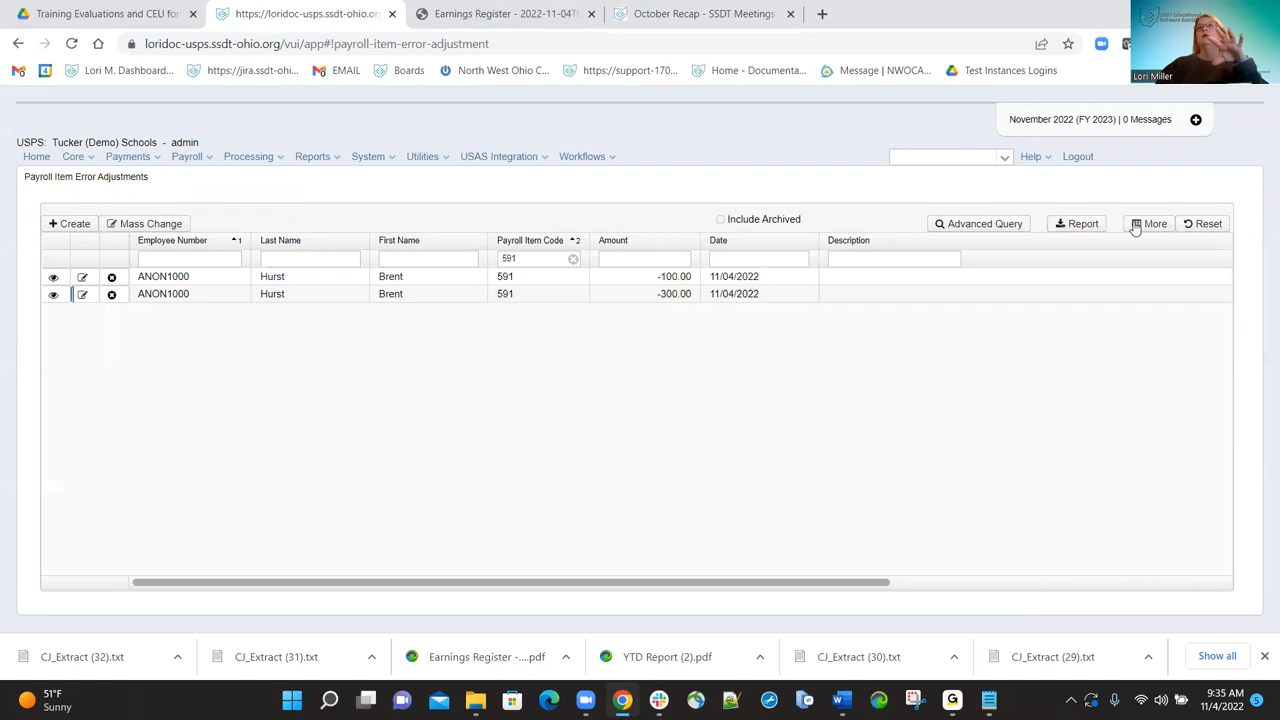 Training Evaluations and CEU for
https://loridoc-usps.ssdt-ohio.org
Earnings register - 2022-11-04T
October Recap - SSDT Meetings
loridoc-usps.ssdt-ohio.org/vui/app#!payroll-item-error-adjustment
Lori M. Dashboard...
https://jira.ssdt-ohi...
EMAIL
Boards
North West Ohio C...
https://support-170...
Home - Documenta...
Message | NWOCA...
Test Instances Logins
Lori Miller
November 2022 (FY 2023) | 0 Messages
USPS: Tucker (Demo) Schools - admin
Home Core Payments Payroll Processing Reports System Utilities USAS Integration Workflows Help Logout
Payroll Item Error Adjustments
Create Mass Change Include Archived Advanced Query Report More Reset
Employee Number 1 Last Name First Name Payroll Item Code 2 Amount Date Description
591
ANON1000 Hurst Brent 591 -100.00 11/04/2022
ANON1000 Hurst Brent 591 -300.00 11/04/2022
CJ_Extract (32).txt
CJ_Extract (31).txt
Earnings Register -....pdf
YTD Report (2).pdf
CJ_Extract (30).txt
CJ_Extract (29).txt
Show all
51°F
Sunny
9:35 AM
11/4/2022
5